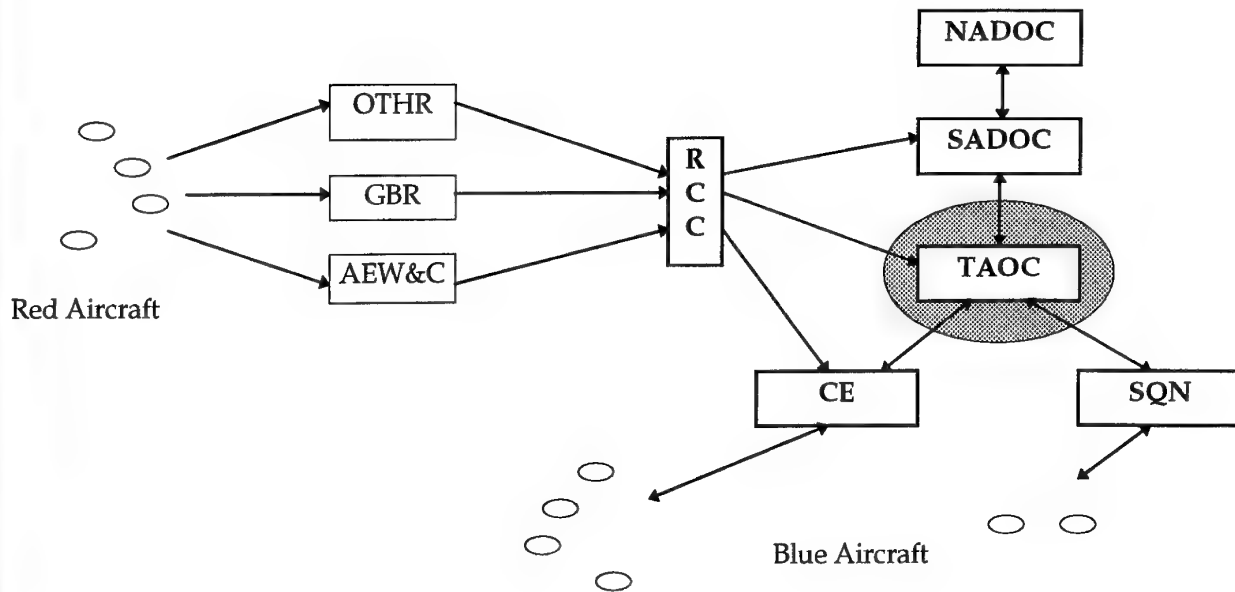 NADOC
OTHR
SADOC
R
C
C
GBR
TAOC
AEW&C
Red Aircraft
CE
SQN
Blue Aircraft